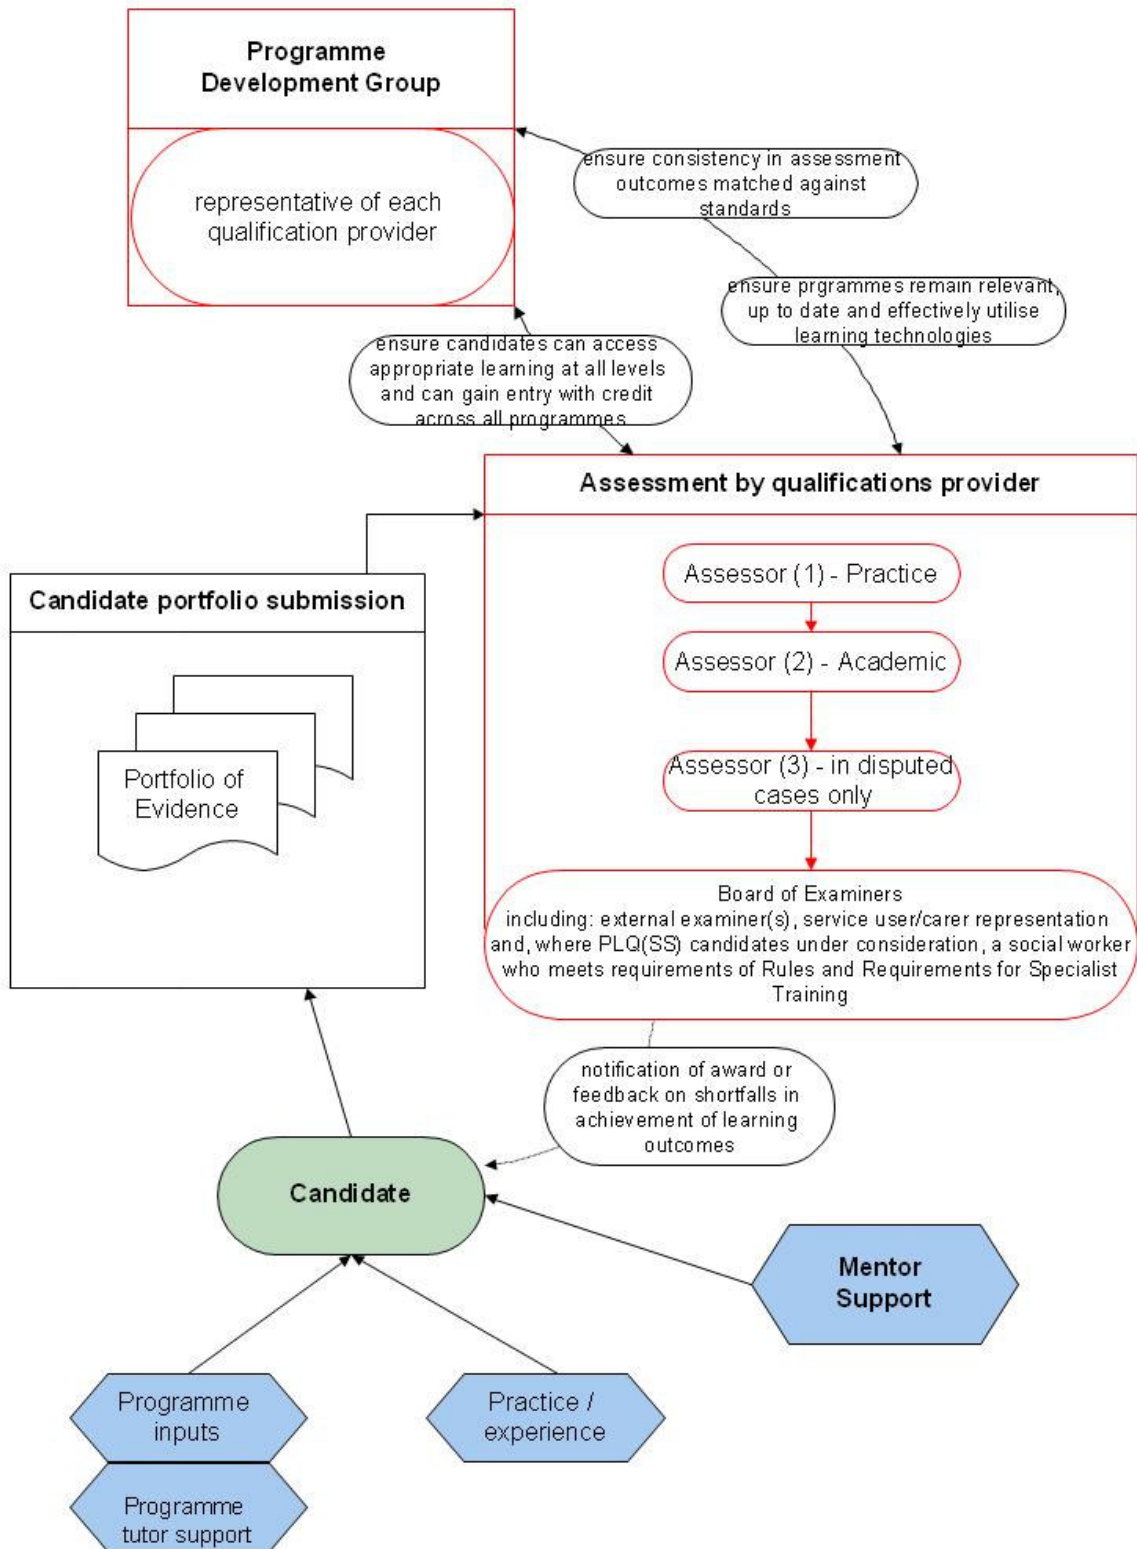 Programme
Development Group
representative of each
qualification provider
ensure consistency in assessment
outcomes matched against
standards
ensure prgrammes remain relevant,
up to date and effectively utilise
learning technologies
ensure candidates can access
appropriate learning at all levels
and can gain entry with credit
across all programmes
Assessment by qualifications provider
Assessor (1) - Practice
Assessor (2) - Academic
Assessor (3) - in disputed
cases only
Board of Examiners
including: external examiner(s), service user/carer representation
and, where PLQ(SS) candidates under consideration, a social worker
who meets requirements of Rules and Requirements for Specialist
Training
Candidate portfolio submission
Portfolio of
Evidence
notification of award or
feedback on shortfalls in
achievement of learning
outcomes
Candidate
Mentor
Support
Programme
inputs
Practice /
experience
Programme
tutor support